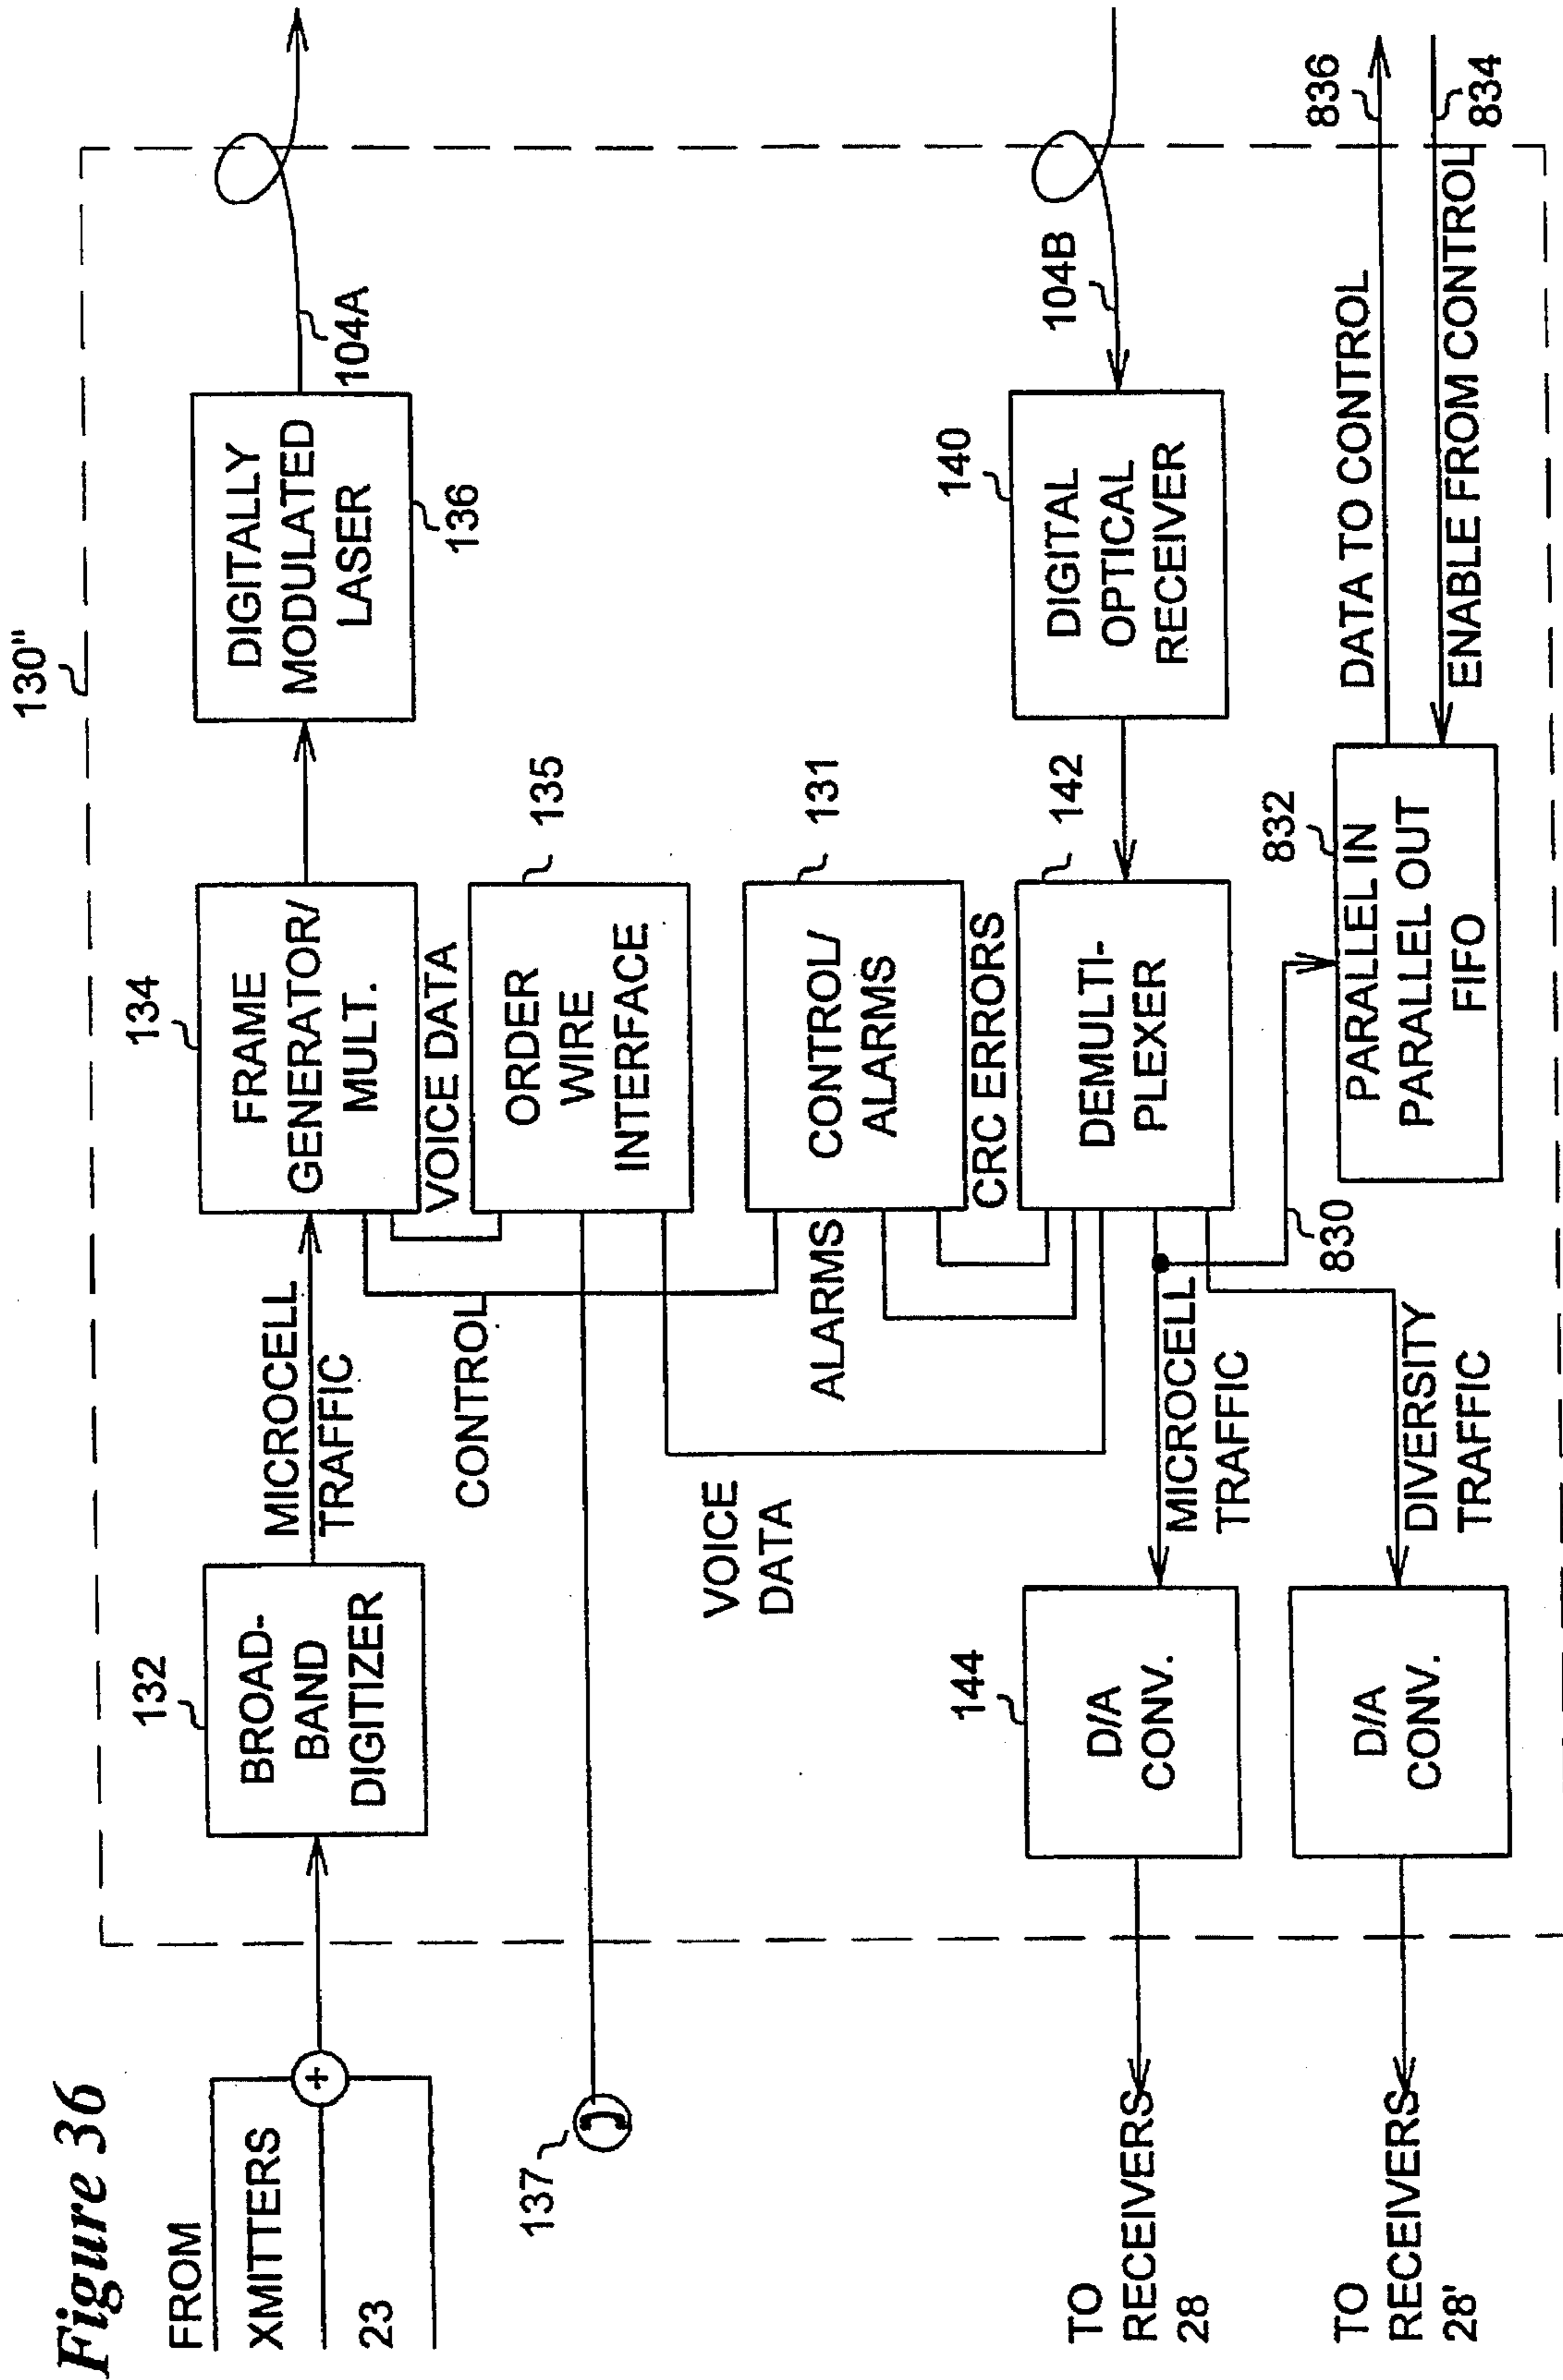 Figure 36
130"
FROM
XMITTERS
23
132
BROAD-
BAND
DIGITIZER
MICROCELL
TRAFFIC
134
FRAME
GENERATOR/
MULT.
DIGITALLY
MODULATED
LASER
136
104A
VOICE DATA
CONTROL
135
ORDER
WIRE
INTERFACE
137
VOICE
DATA
131
CONTROL/
ALARMS
ALARMS
CRC ERRORS
142
DEMULTI-
PLEXER
140
DIGITAL
OPTICAL
RECEIVER
104B
TO
RECEIVERS
28
144
D/A
CONV.
MICROCELL
TRAFFIC
830
TO
RECEIVERS
28'
D/A
CONV.
DIVERSITY
TRAFFIC
832
PARALLEL IN
PARALLEL OUT
FIFO
DATA TO CONTROL
836
ENABLE FROM CONTROL
834